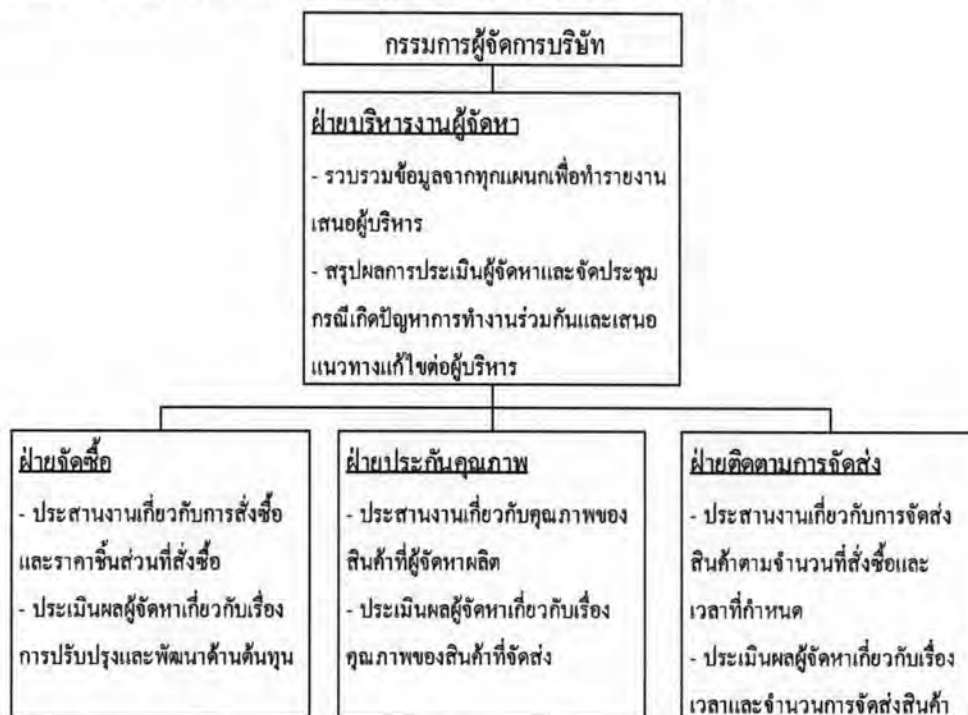 กรรมการผู้จัดการบริษัท
ฝ่ายบริหารงานผู้จัดหา
- รวบรวมข้อมูลจากทุกแผนกเพื่อทำรายงาน
เสนอผู้บริหาร
- สรุปผลการประเมินผู้จัดหาและจัดประชุม
กรณีเกิดปัญหาการทำงานร่วมกันและเสนอ
แนวทางแก้ไขต่อผู้บริหาร
ฝ่ายจัดซื้อ
- ประสานงานเกี่ยวกับการสั่งซื้อ
และราคาชิ้นส่วนที่สั่งซื้อ
- ประเมินผลผู้จัดหาเกี่ยวกับเรื่อง
การปรับปรุงและพัฒนาด้านต้นทุน
ฝ่ายประกันคุณภาพ
- ประสานงานเกี่ยวกับคุณภาพของ
สินค้าที่ผู้จัดหาผลิต
- ประเมินผลผู้จัดหาเกี่ยวกับเรื่อง
คุณภาพของสินค้าที่จัดส่ง
ฝ่ายติดตามการจัดส่ง
- ประสานงานเกี่ยวกับการจัดส่ง
สินค้าตามจำนวนที่สั่งซื้อและ
เวลาที่กำหนด
- ประเมินผลผู้จัดหาเกี่ยวกับเรื่อง
เวลาและจำนวนการจัดส่งสินค้า